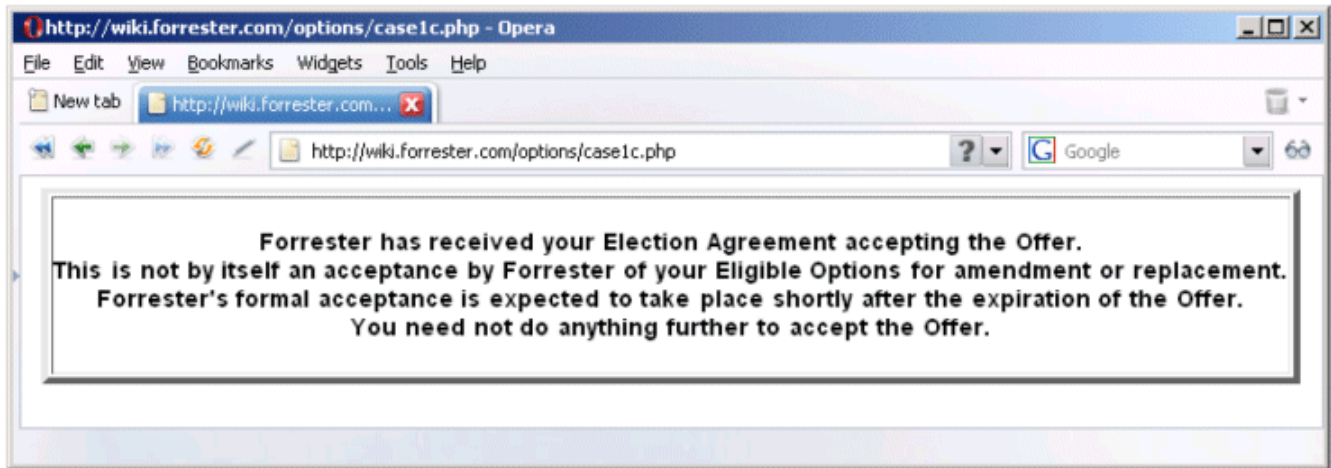 http://wiki.forrester.com/options/case1c.php - Opera
File Edit View Bookmarks Widgets Tools Help
New tab http://wiki.forrester.com...
http://wiki.forrester.com/options/case1c.php ? G Google
Forrester has received your Election Agreement accepting the Offer.
This is not by itself an acceptance by Forrester of your Eligible Options for amendment or replacement.
Forrester's formal acceptance is expected to take place shortly after the expiration of the Offer.
You need not do anything further to accept the Offer.